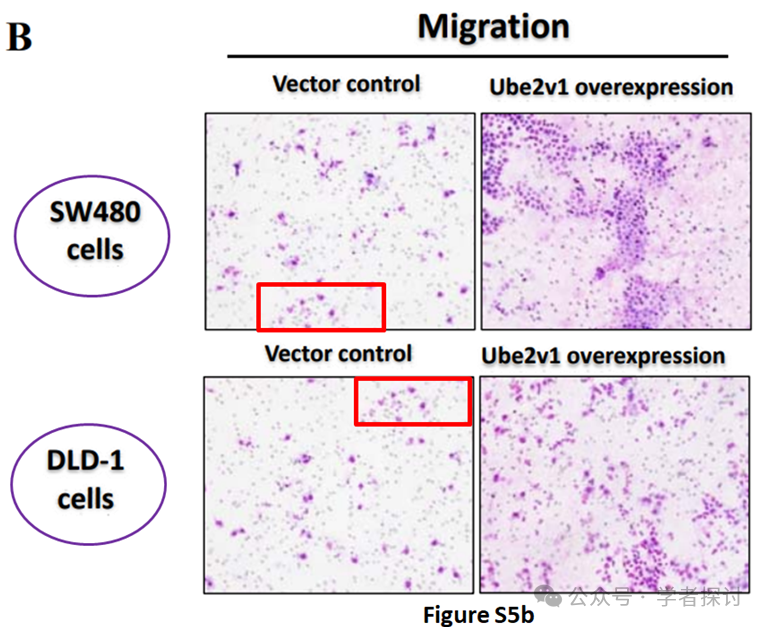 B
Migration
Vector control
Ube2v1 overexpression
SW480
cells
Vector control
Ube2v1 overexpression
DLD-1
cells
公众号 · 学者探讨
Figure S5b